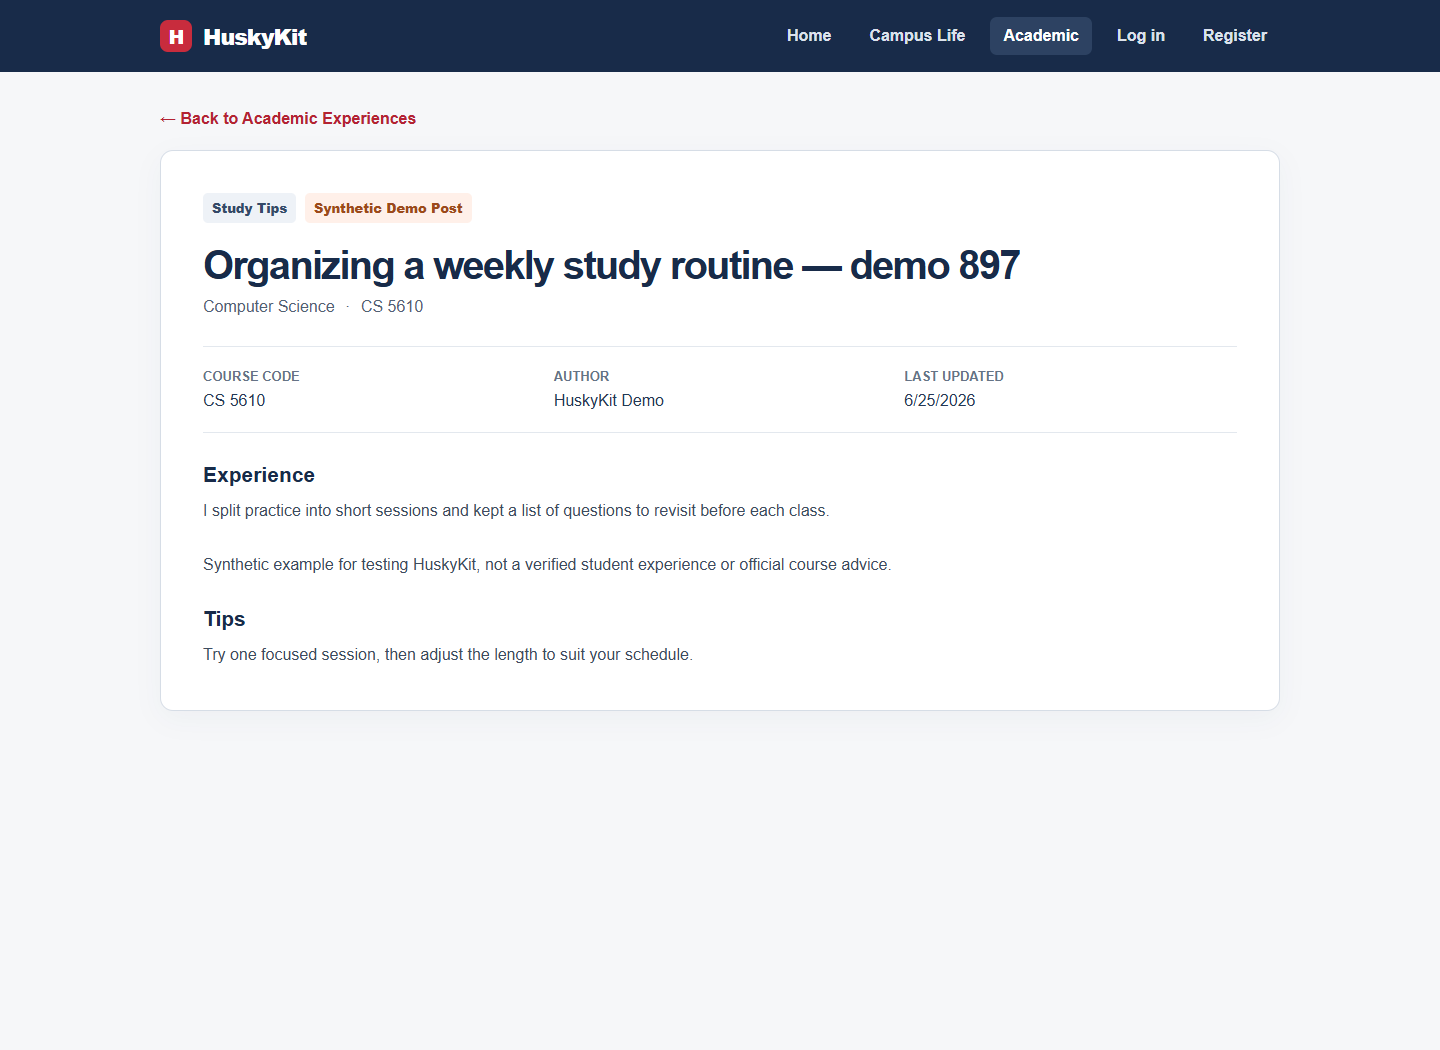 H HuskyKit Home Campus Life Academic Log in Register
← Back to Academic Experiences
Study Tips Synthetic Demo Post
Organizing a weekly study routine — demo 897
Computer Science · CS 5610
COURSE CODE AUTHOR LAST UPDATED
CS 5610 HuskyKit Demo 6/25/2026
Experience
I split practice into short sessions and kept a list of questions to revisit before each class.
Synthetic example for testing HuskyKit, not a verified student experience or official course advice.
Tips
Try one focused session, then adjust the length to suit your schedule.